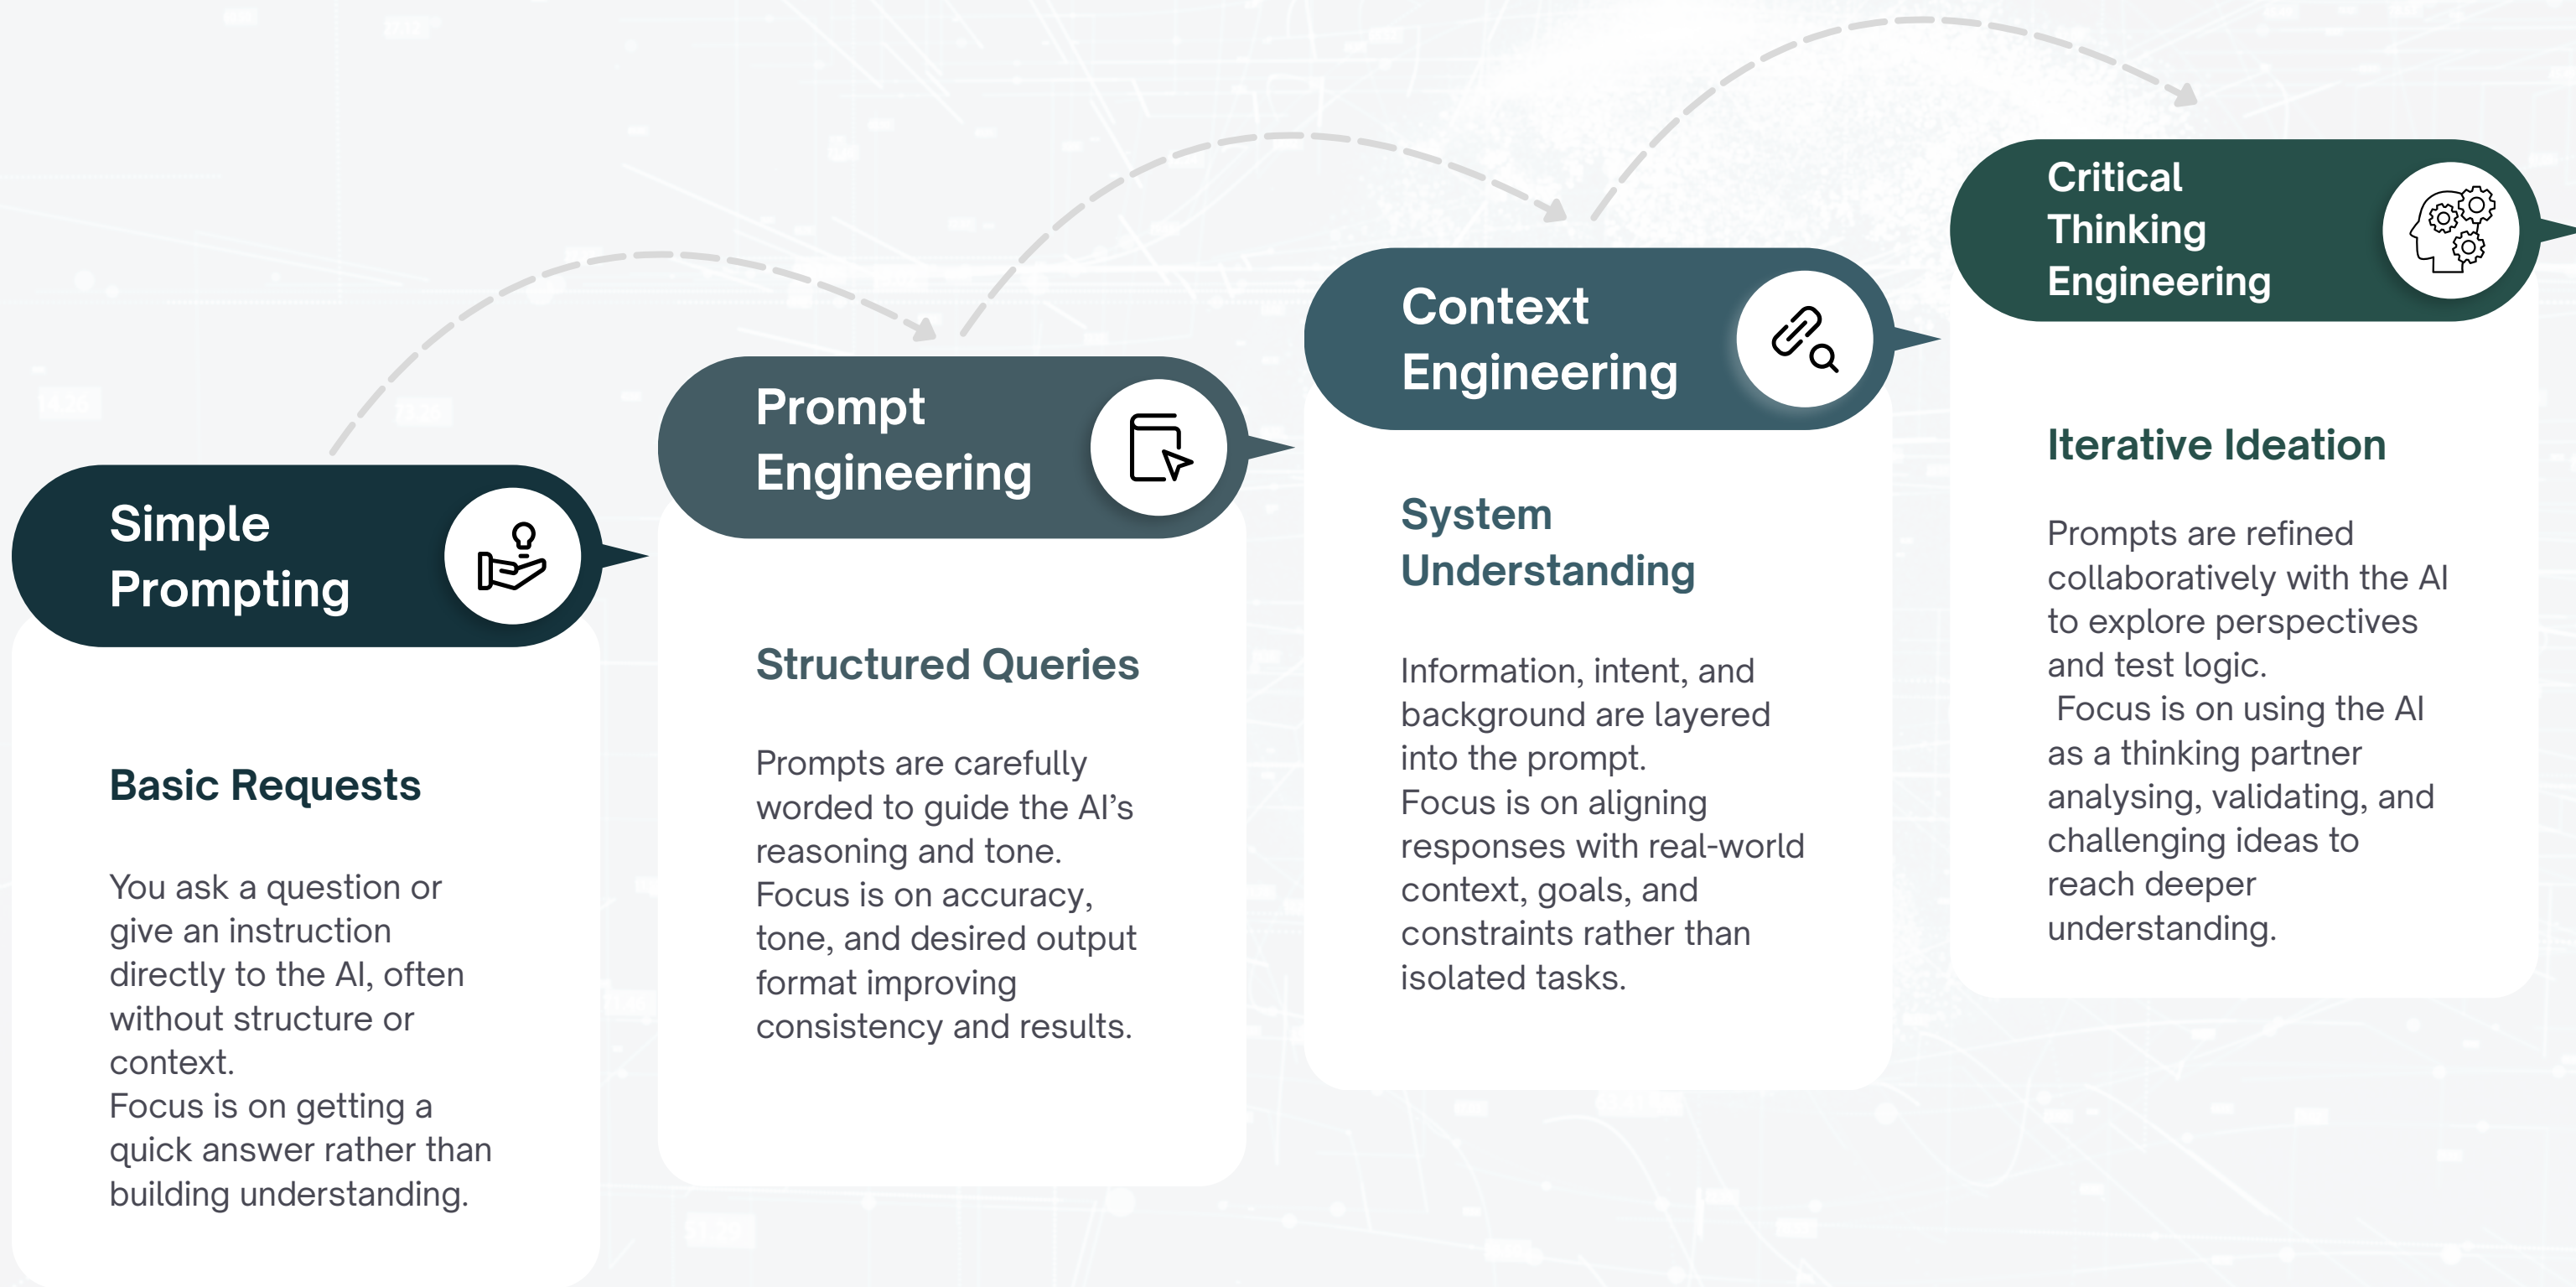 Simple
Prompting
Basic Requests
You ask a question or
give an instruction
directly to the AI, often
without structure or
context.
Focus is on getting a
quick answer rather than
building understanding.
Prompt
Engineering
Structured Queries
Prompts are carefully
worded to guide the AI’s
reasoning and tone.
Focus is on accuracy,
tone, and desired output
format improving
consistency and results.
Context
Engineering
System
Understanding
Information, intent, and
background are layered
into the prompt.
Focus is on aligning
responses with real-world
context, goals, and
constraints rather than
isolated tasks.
Critical
Thinking
Engineering
Iterative Ideation
Prompts are refined
collaboratively with the AI
to explore perspectives
and test logic.
Focus is on using the AI
as a thinking partner
analysing, validating, and
challenging ideas to
reach deeper
understanding.